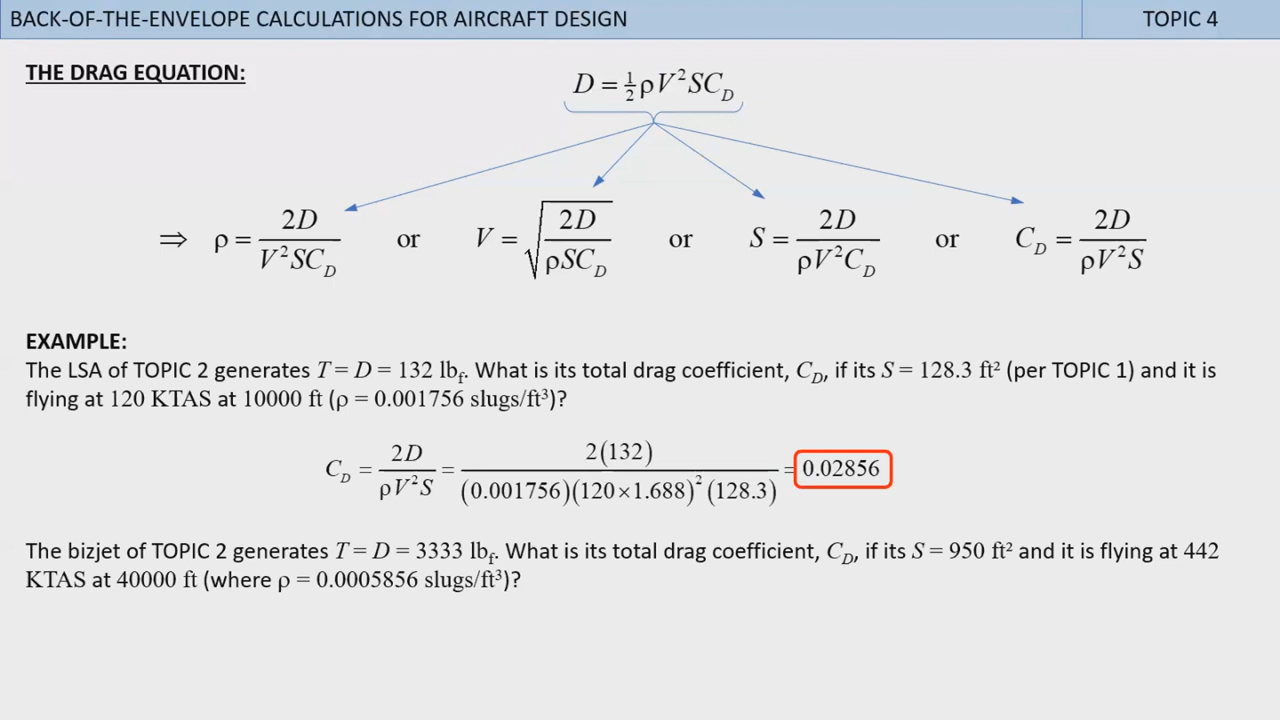 BACK-OF-THE-ENVELOPE CALCULATIONS FOR AIRCRAFT DESIGN TOPIC 4
THE DRAG EQUATION:
D = ½ρV²SC_D
⇒ ρ = 2D / V²SC_D or V = √(2D / ρSC_D) or S = 2D / ρV²C_D or C_D = 2D / ρV²S
EXAMPLE:
The LSA of TOPIC 2 generates T = D = 132 lb_f. What is its total drag coefficient, C_D, if its S = 128.3 ft² (per TOPIC 1) and it is
flying at 120 KTAS at 10000 ft (ρ = 0.001756 slugs/ft³)?
C_D = 2D / ρV²S = 2(132) / (0.001756)(120×1.688)²(128.3) = 0.02856
The bizjet of TOPIC 2 generates T = D = 3333 lb_f. What is its total drag coefficient, C_D, if its S = 950 ft² and it is flying at 442
KTAS at 40000 ft (where ρ = 0.0005856 slugs/ft³)?